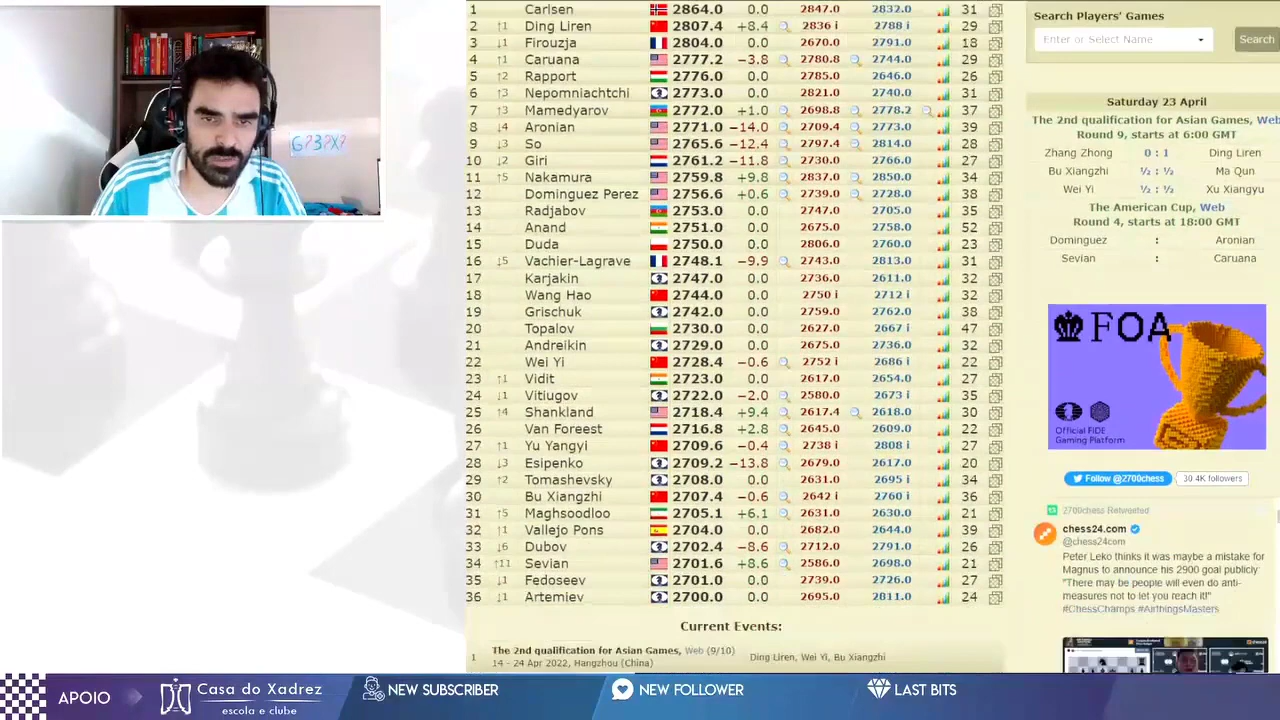 1 Carlsen 2864.0 0.0 2847.0 2832.0 31
2 ↑1 Ding Liren 2807.4 +8.4 2836 i 2788 i 29
3 ↓1 Firouzja 2804.0 0.0 2670.0 2791.0 18
4 ↑1 Caruana 2777.2 −3.8 2780.8 2744.0 29
5 ↑2 Rapport 2776.0 0.0 2785.0 2646.0 26
6 ↑3 Nepomniachtchi 2773.0 0.0 2821.0 2740.0 31
7 ↑3 Mamedyarov 2772.0 +1.0 2698.8 2778.2 37
8 ↓4 Aronian 2771.0 −14.0 2709.4 2773.0 39
9 ↓3 So 2765.6 −12.4 2797.4 2814.0 28
10 ↓2 Giri 2761.2 −11.8 2730.0 2766.0 27
11 ↑5 Nakamura 2759.8 +9.8 2837.0 2850.0 34
12 Dominguez Perez 2756.6 +0.6 2739.0 2728.0 38
13 Radjabov 2753.0 0.0 2747.0 2705.0 35
14 Anand 2751.0 0.0 2675.0 2758.0 52
15 Duda 2750.0 0.0 2806.0 2760.0 23
16 ↓5 Vachier-Lagrave 2748.1 −9.9 2743.0 2813.0 31
17 Karjakin 2747.0 0.0 2736.0 2611.0 32
18 Wang Hao 2744.0 0.0 2750 i 2712 i 32
19 Grischuk 2742.0 0.0 2759.0 2762.0 38
20 Topalov 2730.0 0.0 2627.0 2667 i 47
21 Andreikin 2729.0 0.0 2675.0 2736.0 32
22 Wei Yi 2728.4 −0.6 2752 i 2686 i 22
23 ↑1 Vidit 2723.0 0.0 2617.0 2654.0 27
24 ↓1 Vitiugov 2722.0 −2.0 2580.0 2673 i 35
25 ↑4 Shankland 2718.4 +9.4 2617.4 2618.0 30
26 Van Foreest 2716.8 +2.8 2645.0 2609.0 22
27 ↑1 Yu Yangyi 2709.6 −0.4 2738 i 2808 i 27
28 ↓3 Esipenko 2709.2 −13.8 2679.0 2617.0 20
29 ↑2 Tomashevsky 2708.0 0.0 2631.0 2695 i 34
30 Bu Xiangzhi 2707.4 −0.6 2642 i 2760 i 36
31 ↑5 Maghsoodloo 2705.1 +6.1 2631.0 2630.0 21
32 Vallejo Pons 2704.0 0.0 2682.0 2644.0 39
33 ↓6 Dubov 2702.4 −8.6 2712.0 2791.0 26
34 ↑11 Sevian 2701.6 +8.6 2586.0 2698.0 21
35 ↓1 Fedoseev 2701.0 0.0 2739.0 2726.0 27
36 ↓1 Artemiev 2700.0 0.0 2695.0 2811.0 24
Current Events:
1 The 2nd qualification for Asian Games, Web (9/10) Ding Liren, Wei Yi, Bu Xiangzhi
14 - 24 Apr 2022, Hangzhou (China)
Search Players' Games
Enter or Select Name Search
Saturday 23 April
The 2nd qualification for Asian Games, Web
Round 9, starts at 6:00 GMT
Zhang Zhong 0 : 1 Ding Liren
Bu Xiangzhi ½ : ½ Ma Qun
Wei Yi ½ : ½ Xu Xiangyu
The American Cup, Web
Round 4, starts at 18:00 GMT
Dominguez : Aronian
Sevian : Caruana
FOA
Official FIDE
Gaming Platform
Follow @2700chess 30.4K followers
2700chess Retweeted
chess24.com
@chess24com
Peter Leko thinks it was maybe a mistake for
Magnus to announce his 2900 goal publicly:
"There may be people will even do anti-
measures not to let you reach it!"
#ChessChamps #AirthingsMasters
APOIO
Casa do Xadrez
escola e clube
NEW SUBSCRIBER
NEW FOLLOWER
LAST BITS